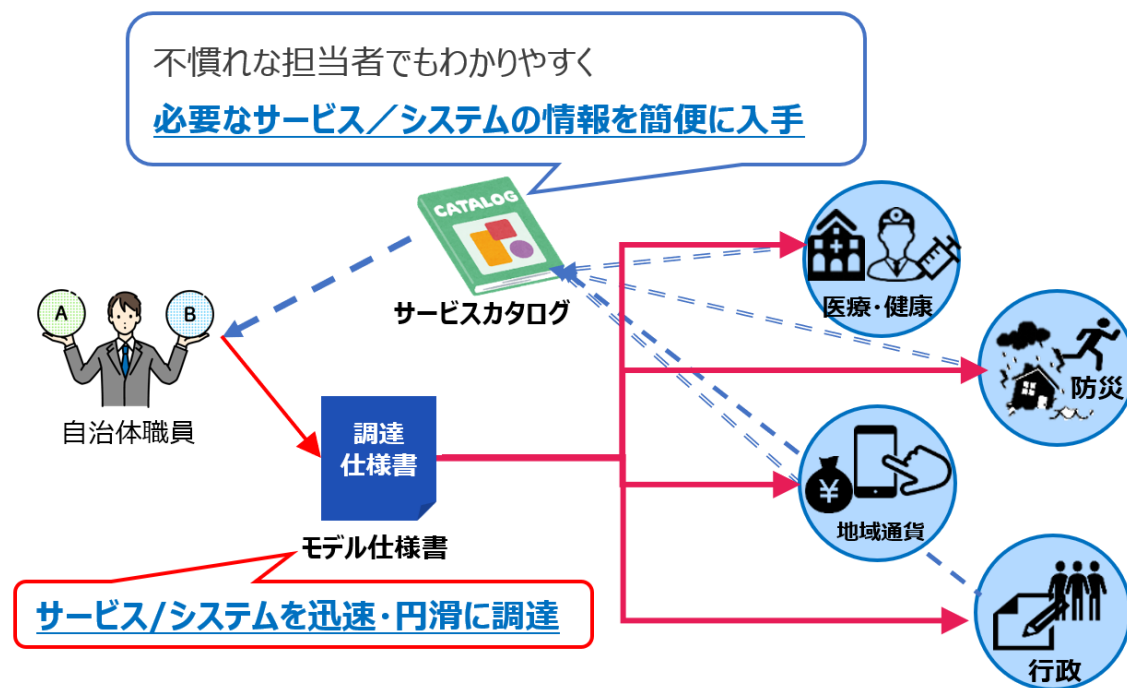 不慣れな担当者でもわかりやすく
必要なサービス／システムの情報を簡便に入手
CATALOG
サービスカタログ
医療・健康
A
B
防災
自治体職員
調達
仕様書
モデル仕様書
¥
地域通貨
サービス/システムを迅速・円滑に調達
行政